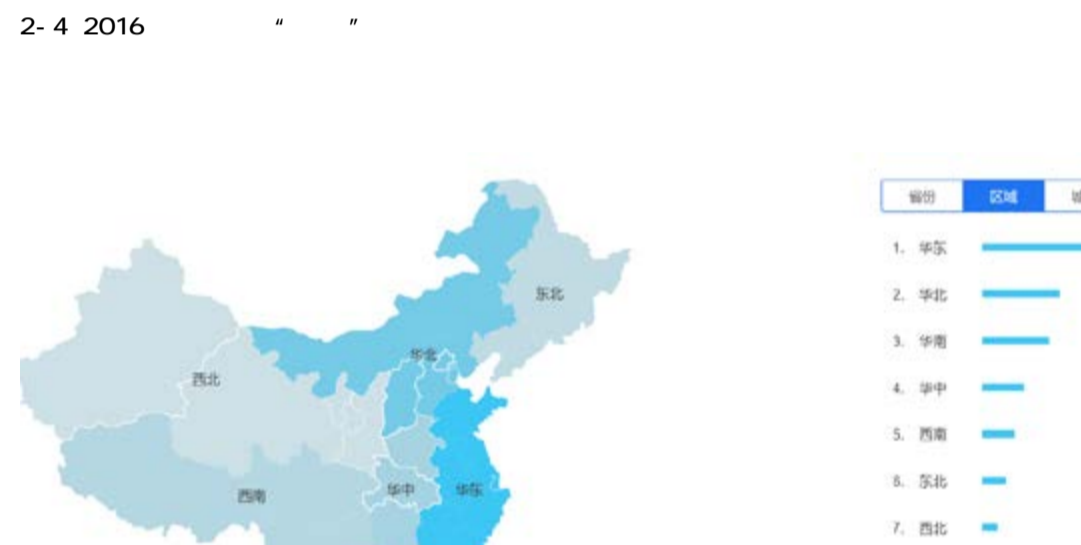 2-4 2016 “ ”
省份 区域
1. 华东
2. 华北
3. 华南
4. 华中
5. 西南
6. 东北
7. 西北
东北
华北
西北
西南
华中
华东